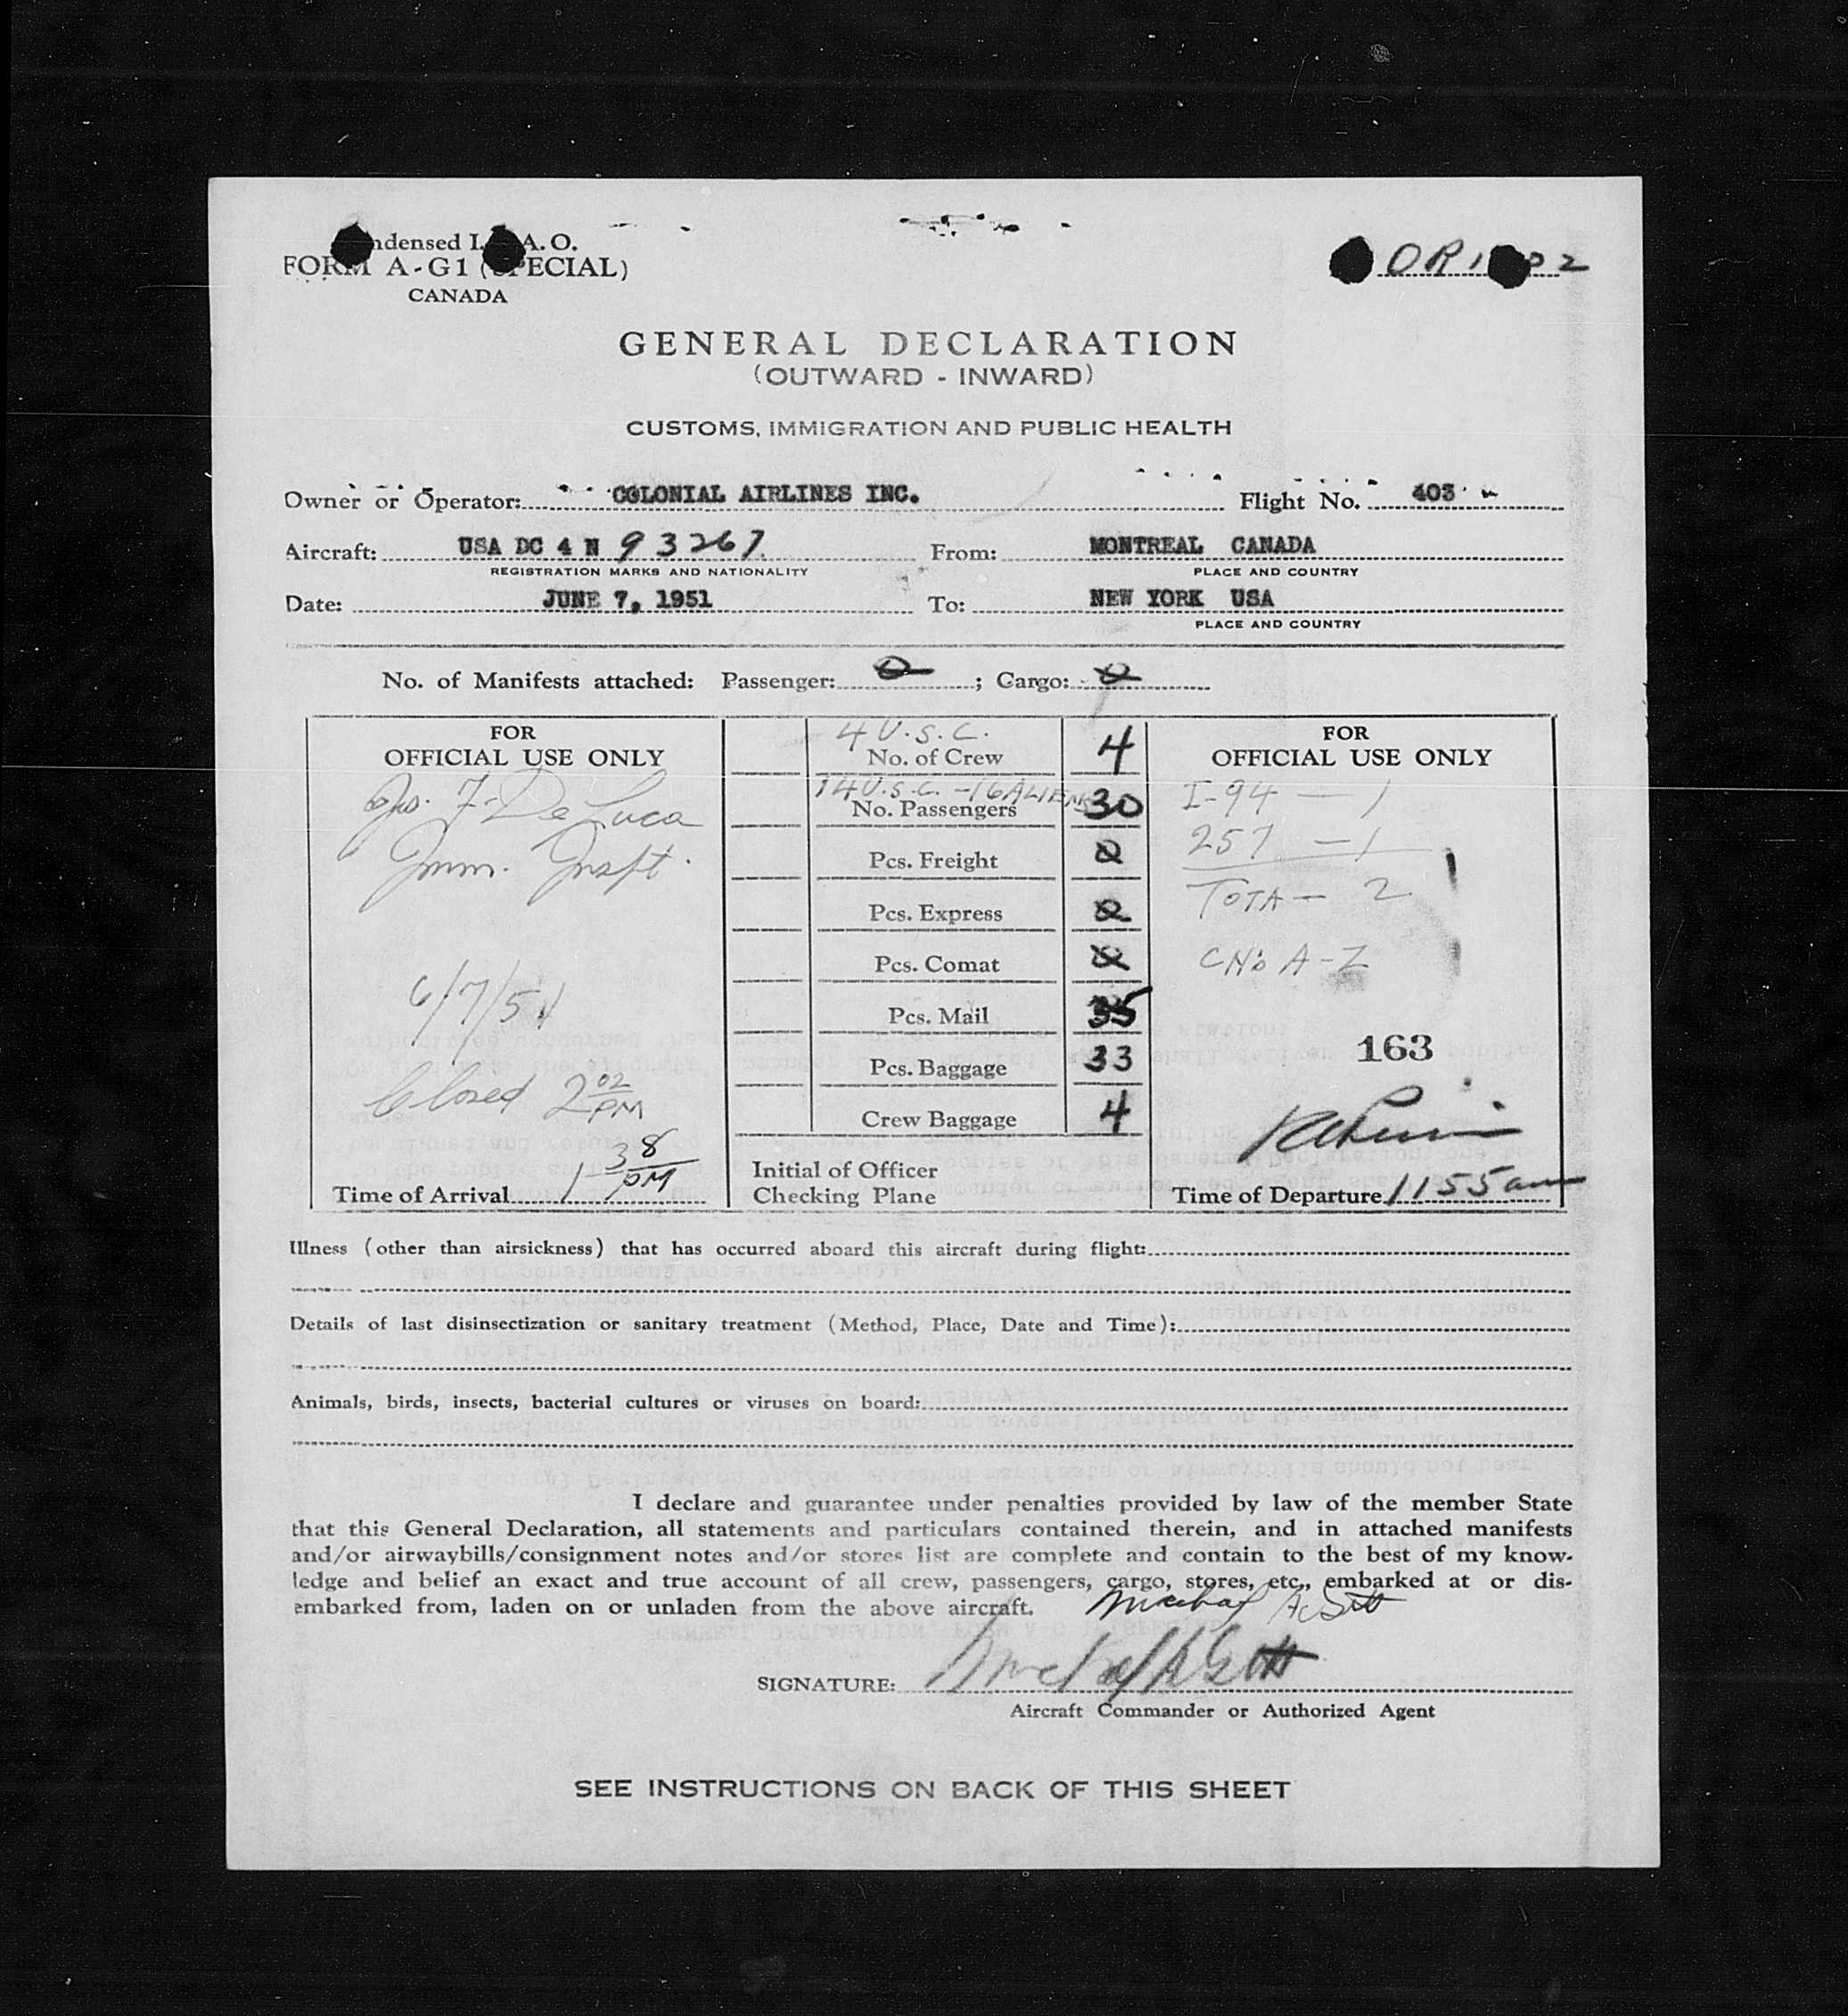 ndensed I. A. O.
FORM A-G1 (SPECIAL)
CANADA
GENERAL DECLARATION
(OUTWARD - INWARD)
CUSTOMS, IMMIGRATION AND PUBLIC HEALTH
Owner or Operator: COLONIAL AIRLINES INC. Flight No. 403
Aircraft: USA DC 4 N 93267 From: MONTREAL CANADA
REGISTRATION MARKS AND NATIONALITY PLACE AND COUNTRY
Date: JUNE 7, 1951 To: NEW YORK USA
PLACE AND COUNTRY
No. of Manifests attached: Passenger: 0 ; Cargo: 0
FOR
OFFICIAL USE ONLY
Jos. F. De Luca
Imm. Inspt.
6/7/51
Closed 2 02 PM
Time of Arrival 1 38 PM
4 U.S.C.
No. of Crew 4
14 U.S.C. - 16 ALIENS
No. Passengers 30
Pcs. Freight 0
Pcs. Express 0
Pcs. Comat 0
Pcs. Mail 35
Pcs. Baggage 33
Crew Baggage 4
Initial of Officer
Checking Plane
FOR
OFFICIAL USE ONLY
I-94 — 1
257 — 1
TOTA — 2
163
Time of Departure 1155 am
Illness (other than airsickness) that has occurred aboard this aircraft during flight:
Details of last disinsectization or sanitary treatment (Method, Place, Date and Time):
Animals, birds, insects, bacterial cultures or viruses on board:
I declare and guarantee under penalties provided by law of the member State
that this General Declaration, all statements and particulars contained therein, and in attached manifests
and/or airwaybills/consignment notes and/or stores list are complete and contain to the best of my know-
ledge and belief an exact and true account of all crew, passengers, cargo, stores, etc., embarked at or dis-
embarked from, laden on or unladen from the above aircraft.
SIGNATURE:
Aircraft Commander or Authorized Agent
SEE INSTRUCTIONS ON BACK OF THIS SHEET